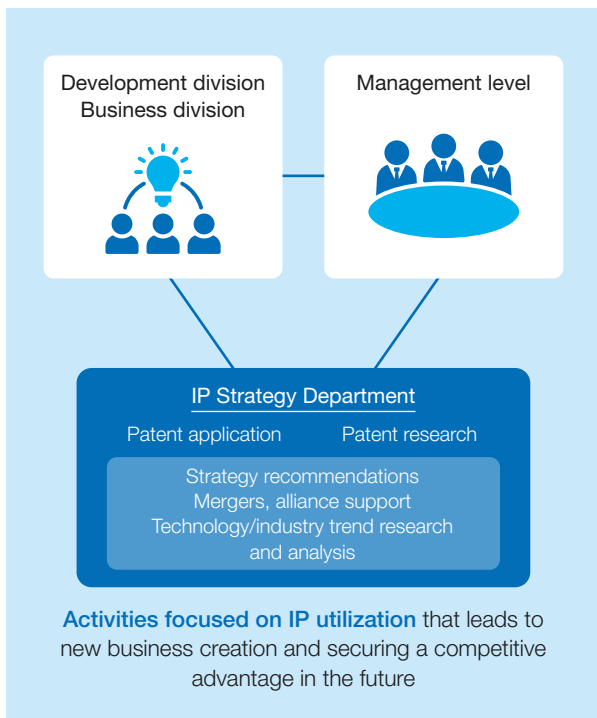 Development division
Business division
Management level
IP Strategy Department
Patent application
Patent research
Strategy recommendations
Mergers, alliance support
Technology/industry trend research
and analysis
Activities focused on IP utilization that leads to
new business creation and securing a competitive
advantage in the future